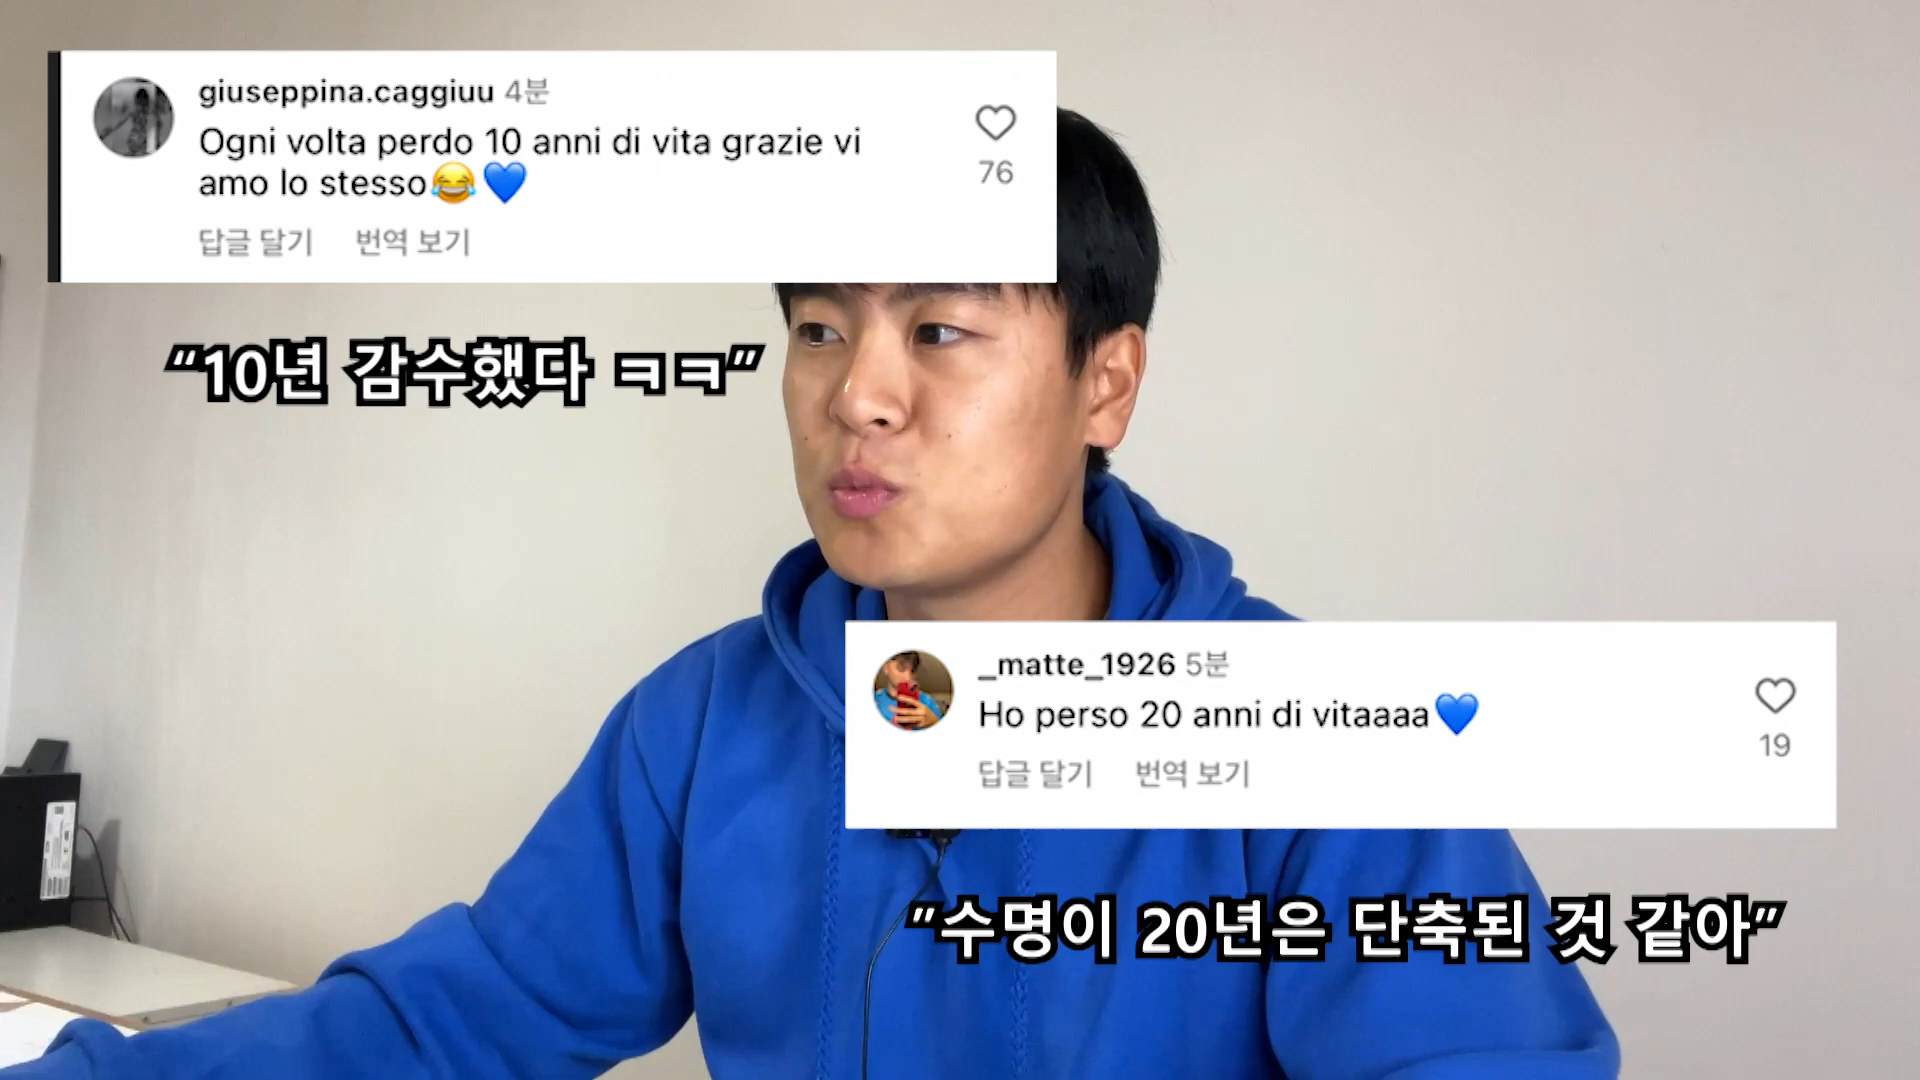 giuseppina.caggiuu 4분
Ogni volta perdo 10 anni di vita grazie vi
amo lo stesso😂💙
76
답글 달기 번역 보기
“10년 감수했다 ㅋㅋ”
_matte_1926 5분
Ho perso 20 anni di vitaaaa💙
19
답글 달기 번역 보기
"수명이 20년은 단축된 것 같아"